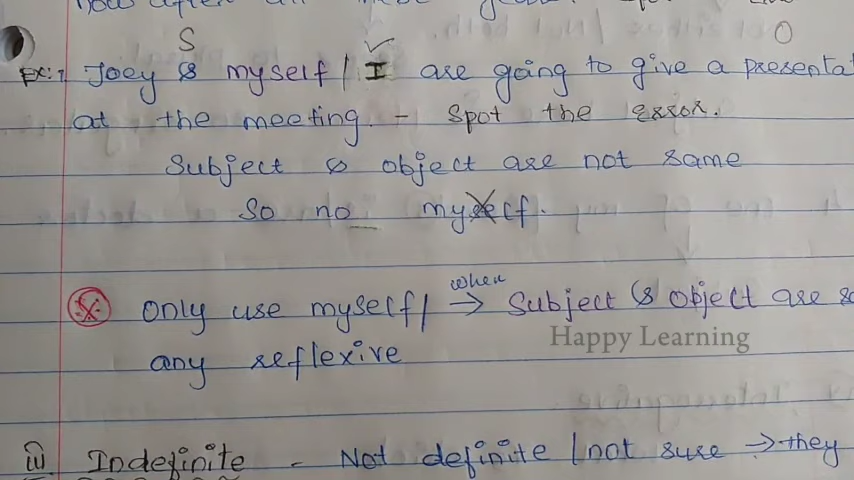 S O
Ex:1 Joey & myself / I are going to give a presenta
at the meeting. - Spot the error.
Subject & object are not same
So no myself.
only use myself/ when → Subject & object are
Happy Learning
any reflexive
iii) Indefinite - Not definite / not sure → they